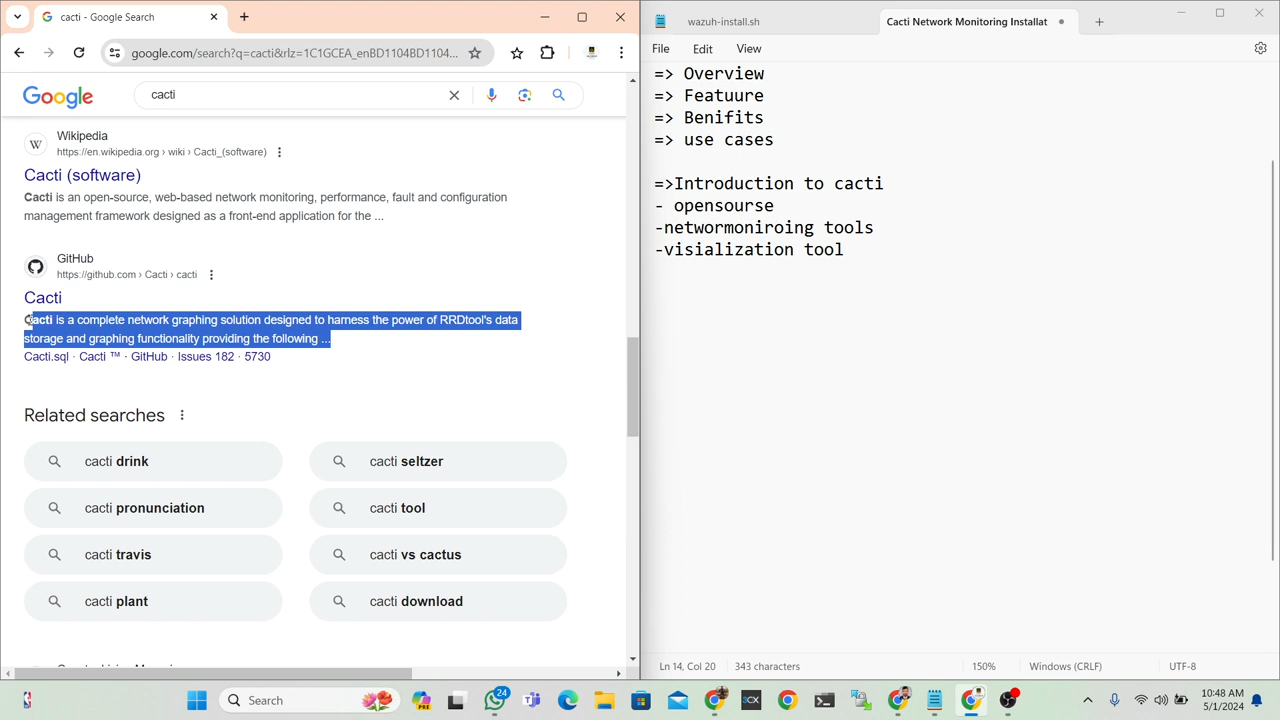 cacti - Google Search
google.com/search?q=cacti&rlz=1C1GCEA_enBD1104BD1104...
Google
cacti
W
Wikipedia
https://en.wikipedia.org › wiki › Cacti_(software)
Cacti (software)
Cacti is an open-source, web-based network monitoring, performance, fault and configuration
management framework designed as a front-end application for the ...
GitHub
https://github.com › Cacti › cacti
Cacti
Cacti is a complete network graphing solution designed to harness the power of RRDtool's data
storage and graphing functionality providing the following ...
Cacti.sql · Cacti ™ · GitHub · Issues 182 · 5730
Related searches
cacti drink
cacti seltzer
cacti pronunciation
cacti tool
cacti travis
cacti vs cactus
cacti plant
cacti download
wazuh-install.sh
Cacti Network Monitoring Installat
File Edit View
=> Overview
=> Featuure
=> Benifits
=> use cases
=>Introduction to cacti
- opensourse
-networmoniroing tools
-visialization tool
Ln 14, Col 20
343 characters
150%
Windows (CRLF)
UTF-8
Search
PRE
24
3CX
10:48 AM
5/1/2024